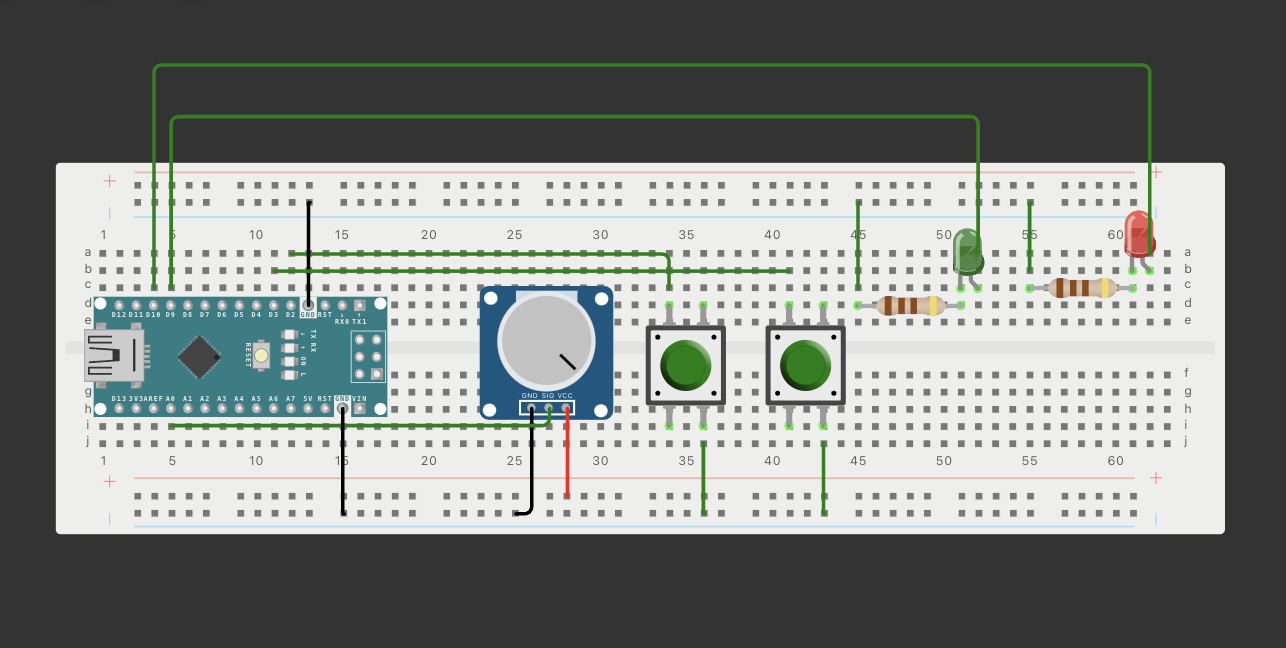 1 5 10 15 20 25 30 35 40 45 50 55 60
a a
b b
c c
d d
D12 D11 D10 D9 D8 D7 D6 D5 D4 D3 D2 GND RST RX0 TX1
e e
RESET
TX RX
ON L
GND SIG VCC
f
g g
D13 3V3 AREF A0 A1 A2 A3 A4 A5 A6 A7 5V RST GND VIN
h h
i i
j j
1 5 10 15 20 25 30 35 40 45 50 55 60